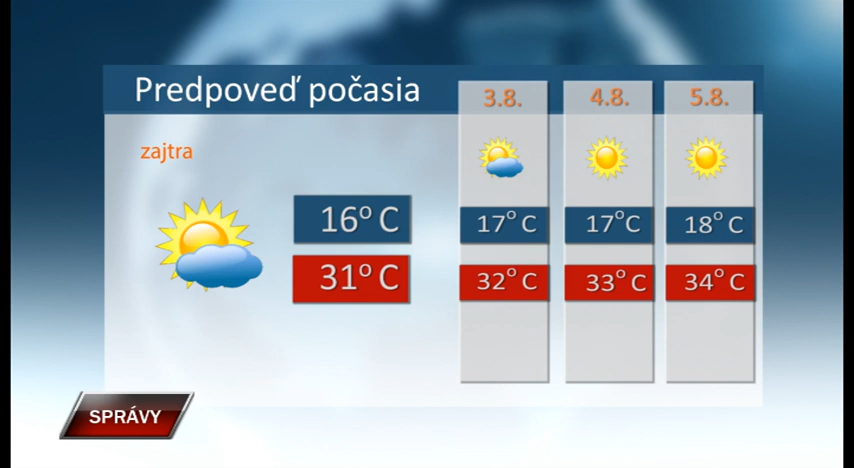 Predpoveď počasia
zajtra
16° C
31° C
3.8.
17° C
32° C
4.8.
17°C
33° C
5.8.
18° C
34° C
SPRÁVY